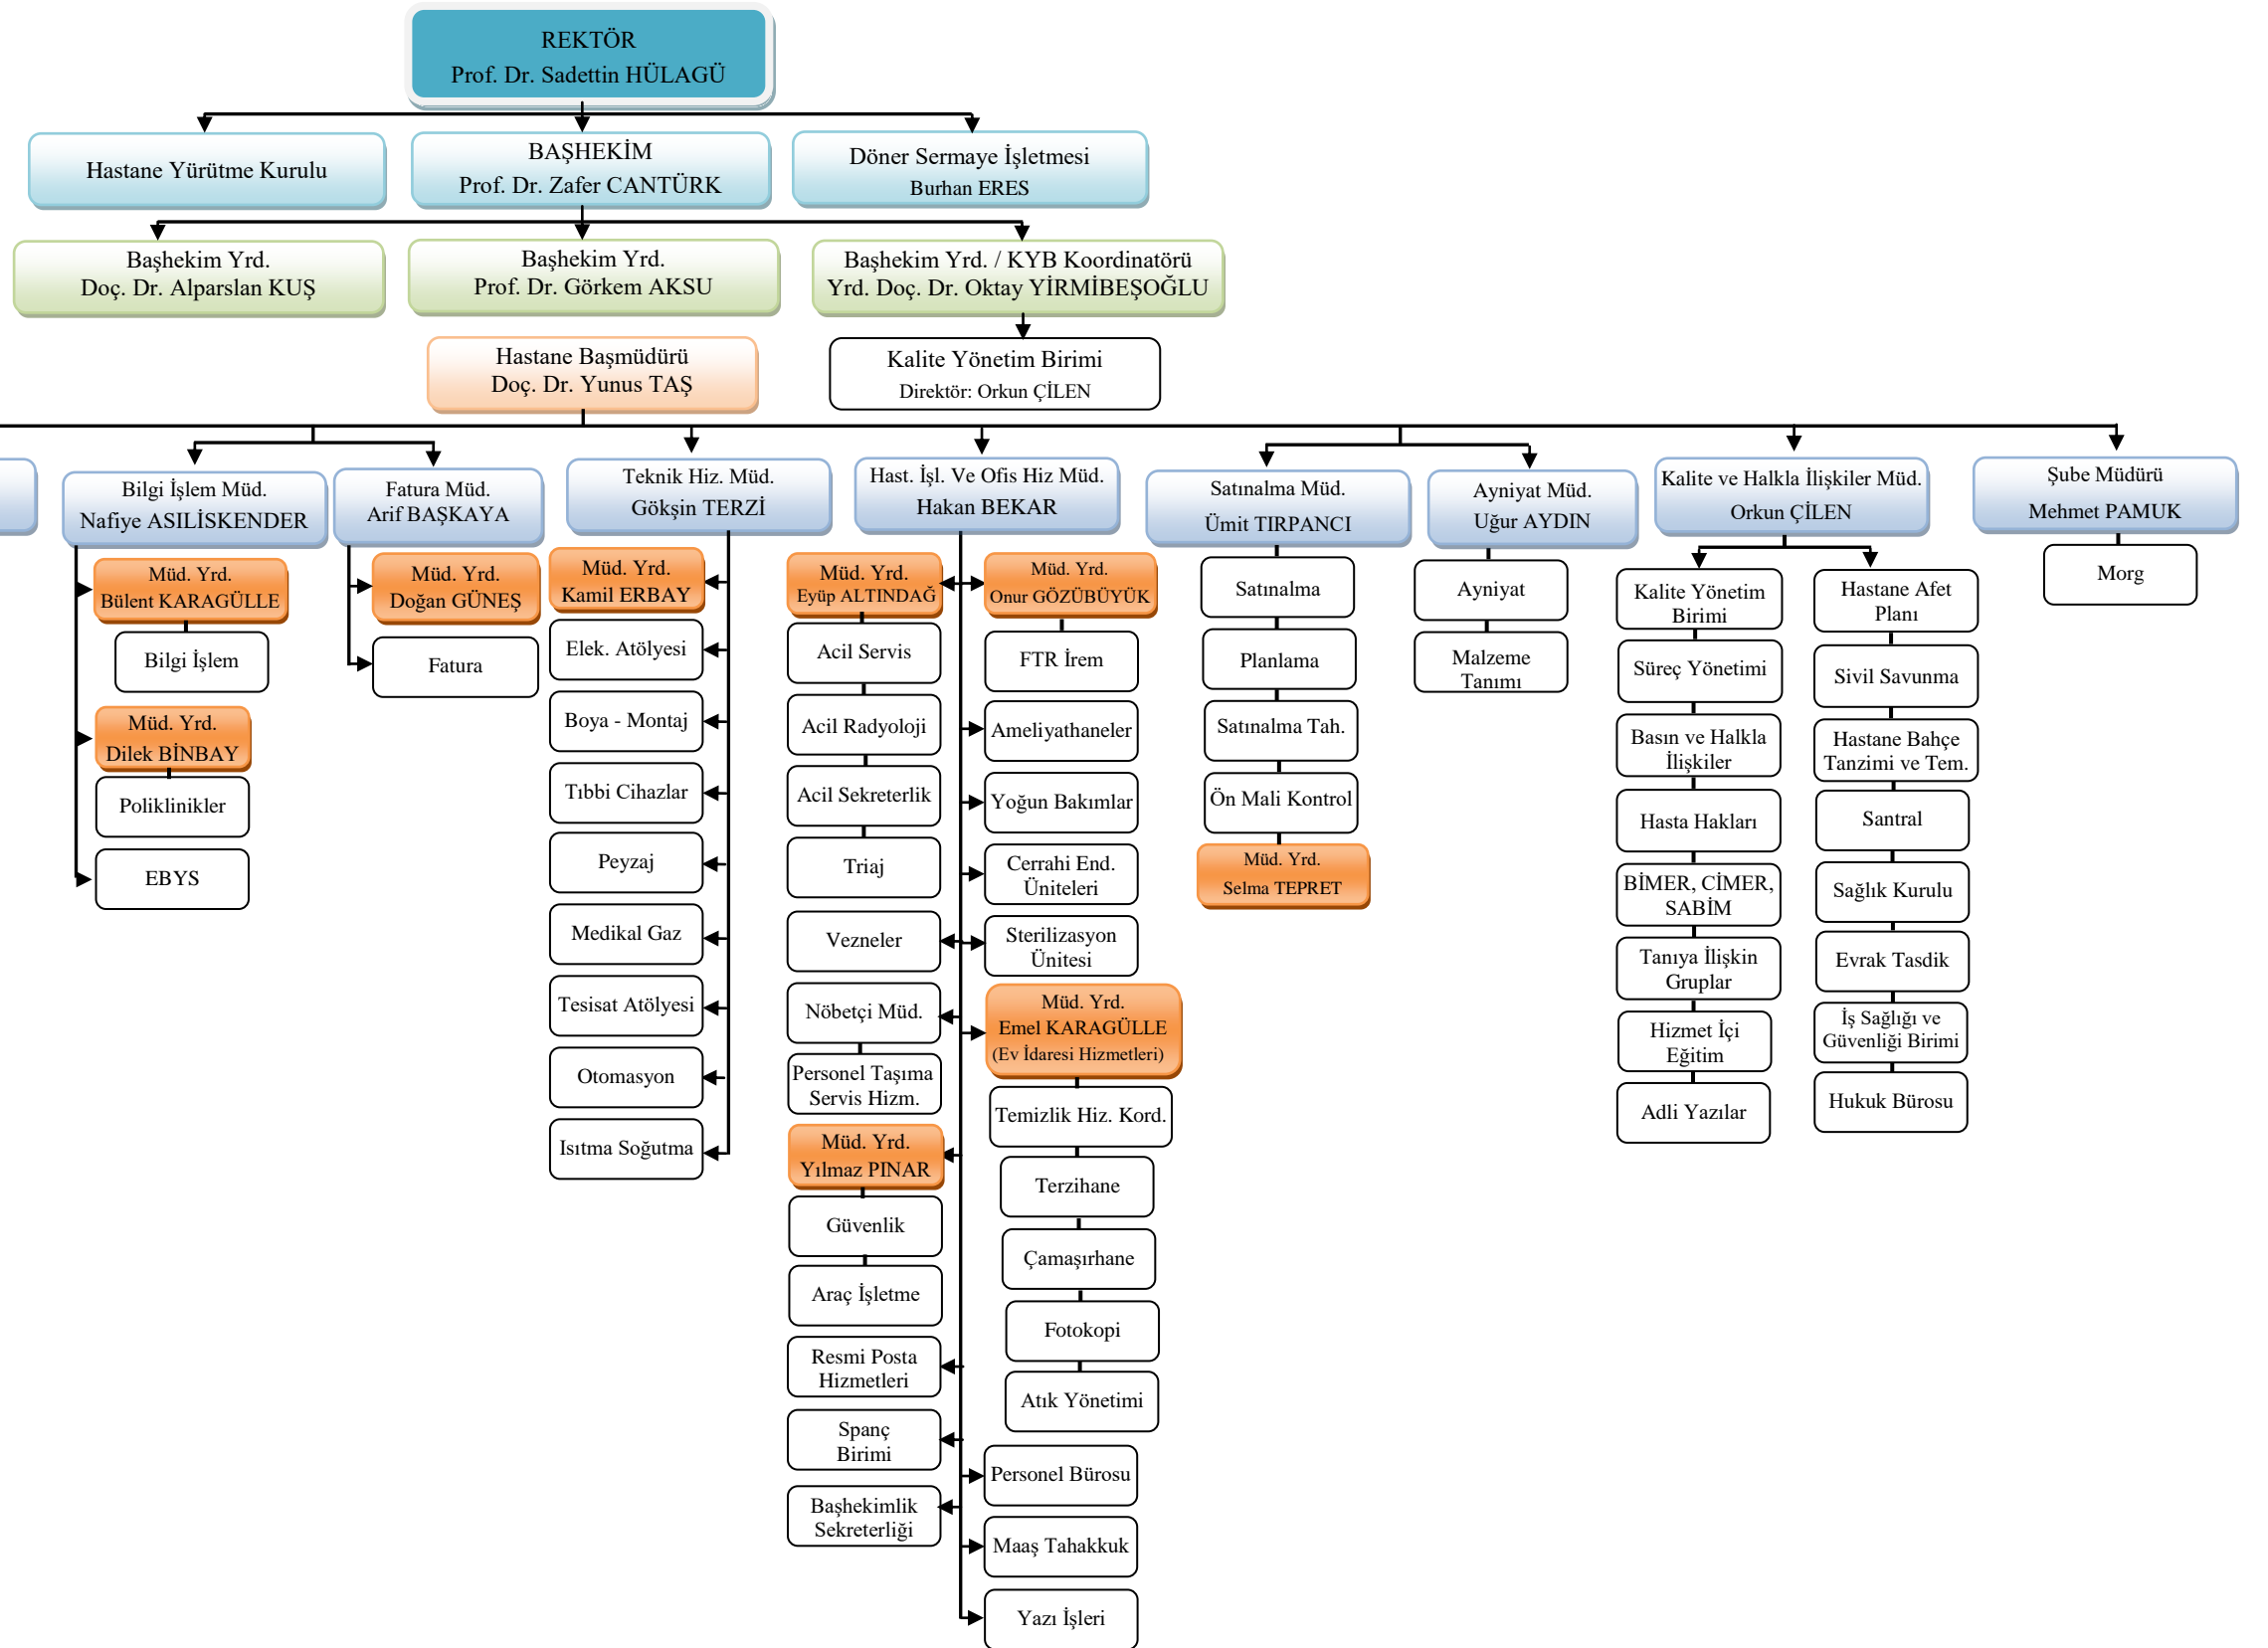 REKTÖR
Prof. Dr. Sadettin HÜLAGÜ
Hastane Yürütme Kurulu
BAŞHEKİM
Prof. Dr. Zafer CANTÜRK
Döner Sermaye İşletmesi
Burhan ERES
Başhekim Yrd.
Doç. Dr. Alparslan KUŞ
Başhekim Yrd.
Prof. Dr. Görkem AKSU
Başhekim Yrd. / KYB Koordinatörü
Yrd. Doç. Dr. Oktay YİRMİBEŞOĞLU
Hastane Başmüdürü
Doç. Dr. Yunus TAŞ
Kalite Yönetim Birimi
Direktör: Orkun ÇİLEN
Bilgi İşlem Müd.
Nafiye ASILİSKENDER
Müd. Yrd.
Bülent KARAGÜLLE
Bilgi İşlem
Müd. Yrd.
Dilek BİNBAY
Poliklinikler
EBYS
Fatura Müd.
Arif BAŞKAYA
Müd. Yrd.
Doğan GÜNEŞ
Fatura
Teknik Hiz. Müd.
Gökşin TERZİ
Müd. Yrd.
Kamil ERBAY
Elek. Atölyesi
Boya - Montaj
Tıbbi Cihazlar
Peyzaj
Medikal Gaz
Tesisat Atölyesi
Otomasyon
Isıtma Soğutma
Hast. İşl. Ve Ofis Hiz Müd.
Hakan BEKAR
Müd. Yrd.
Eyüp ALTINDAĞ
Acil Servis
Acil Radyoloji
Acil Sekreterlik
Triaj
Vezneler
Nöbetçi Müd.
Personel Taşıma
Servis Hizm.
Müd. Yrd.
Yılmaz PINAR
Güvenlik
Araç İşletme
Resmi Posta
Hizmetleri
Spanç
Birimi
Başhekimlik
Sekreterliği
Müd. Yrd.
Onur GÖZÜBÜYÜK
FTR İrem
Ameliyathaneler
Yoğun Bakımlar
Cerrahi End.
Üniteleri
Sterilizasyon
Ünitesi
Müd. Yrd.
Emel KARAGÜLLE
(Ev İdaresi Hizmetleri)
Temizlik Hiz. Kord.
Terzihane
Çamaşırhane
Fotokopi
Atık Yönetimi
Personel Bürosu
Maaş Tahakkuk
Yazı İşleri
Satınalma Müd.
Ümit TIRPANCI
Satınalma
Planlama
Satınalma Tah.
Ön Mali Kontrol
Müd. Yrd.
Selma TEPRET
Ayniyat Müd.
Uğur AYDIN
Ayniyat
Malzeme
Tanımı
Kalite ve Halkla İlişkiler Müd.
Orkun ÇİLEN
Kalite Yönetim
Birimi
Süreç Yönetimi
Basın ve Halkla
İlişkiler
Hasta Hakları
BİMER, CİMER,
SABİM
Tanıya İlişkin
Gruplar
Hizmet İçi
Eğitim
Adli Yazılar
Hastane Afet
Planı
Sivil Savunma
Hastane Bahçe
Tanzimi ve Tem.
Santral
Sağlık Kurulu
Evrak Tasdik
İş Sağlığı ve
Güvenliği Birimi
Hukuk Bürosu
Şube Müdürü
Mehmet PAMUK
Morg